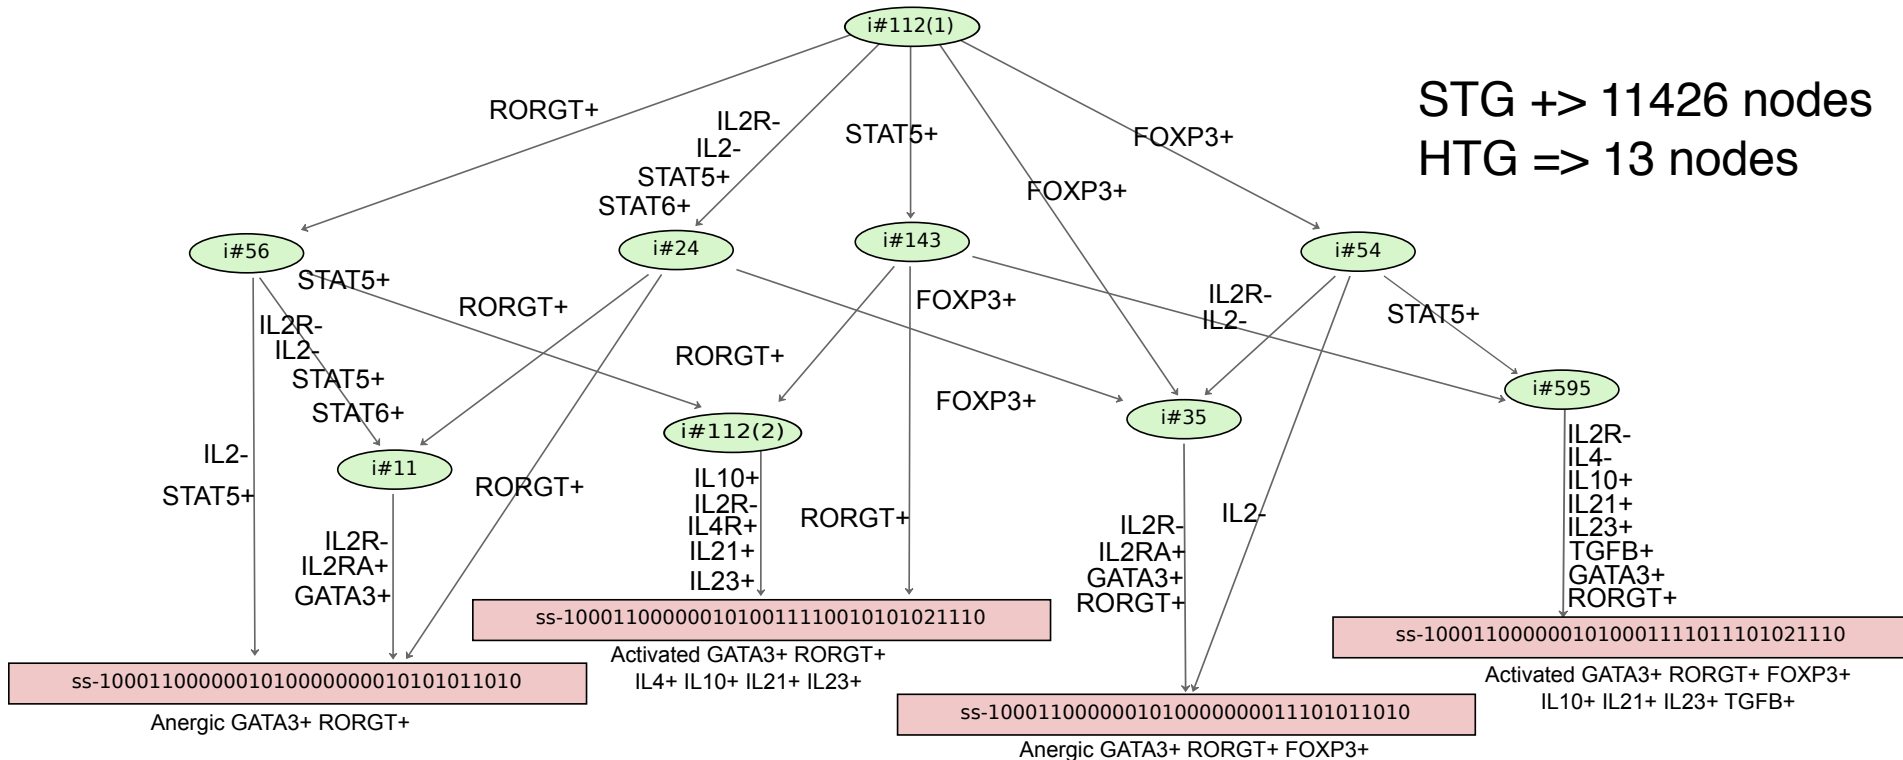 i#112(1)
STG +> 11426 nodes
HTG => 13 nodes
RORGT+
IL2R-
IL2-
STAT5+
STAT6+
STAT5+
FOXP3+
FOXP3+
i#56
i#24
i#143
i#54
STAT5+
RORGT+
FOXP3+
IL2R-
IL2-
STAT5+
IL2R-
IL2-
STAT5+
STAT6+
RORGT+
FOXP3+
i#595
i#112(2)
i#35
i#11
IL2-
STAT5+
RORGT+
IL10+
IL2R-
IL4R+
IL21+
IL23+
RORGT+
IL2-
IL2R-
IL2RA+
GATA3+
IL2R-
IL2RA+
GATA3+
RORGT+
IL2R-
IL4-
IL10+
IL21+
IL23+
TGFB+
GATA3+
RORGT+
ss-10001100000010100111110010101021110
Activated GATA3+ RORGT+
IL4+ IL10+ IL21+ IL23+
ss-1000110000001010001111011101021110
Activated GATA3+ RORGT+ FOXP3+
IL10+ IL21+ IL23+ TGFB+
ss-10001100000010100000000010101011010
Anergic GATA3+ RORGT+
ss-10001100000010100000000011101011010
Anergic GATA3+ RORGT+ FOXP3+